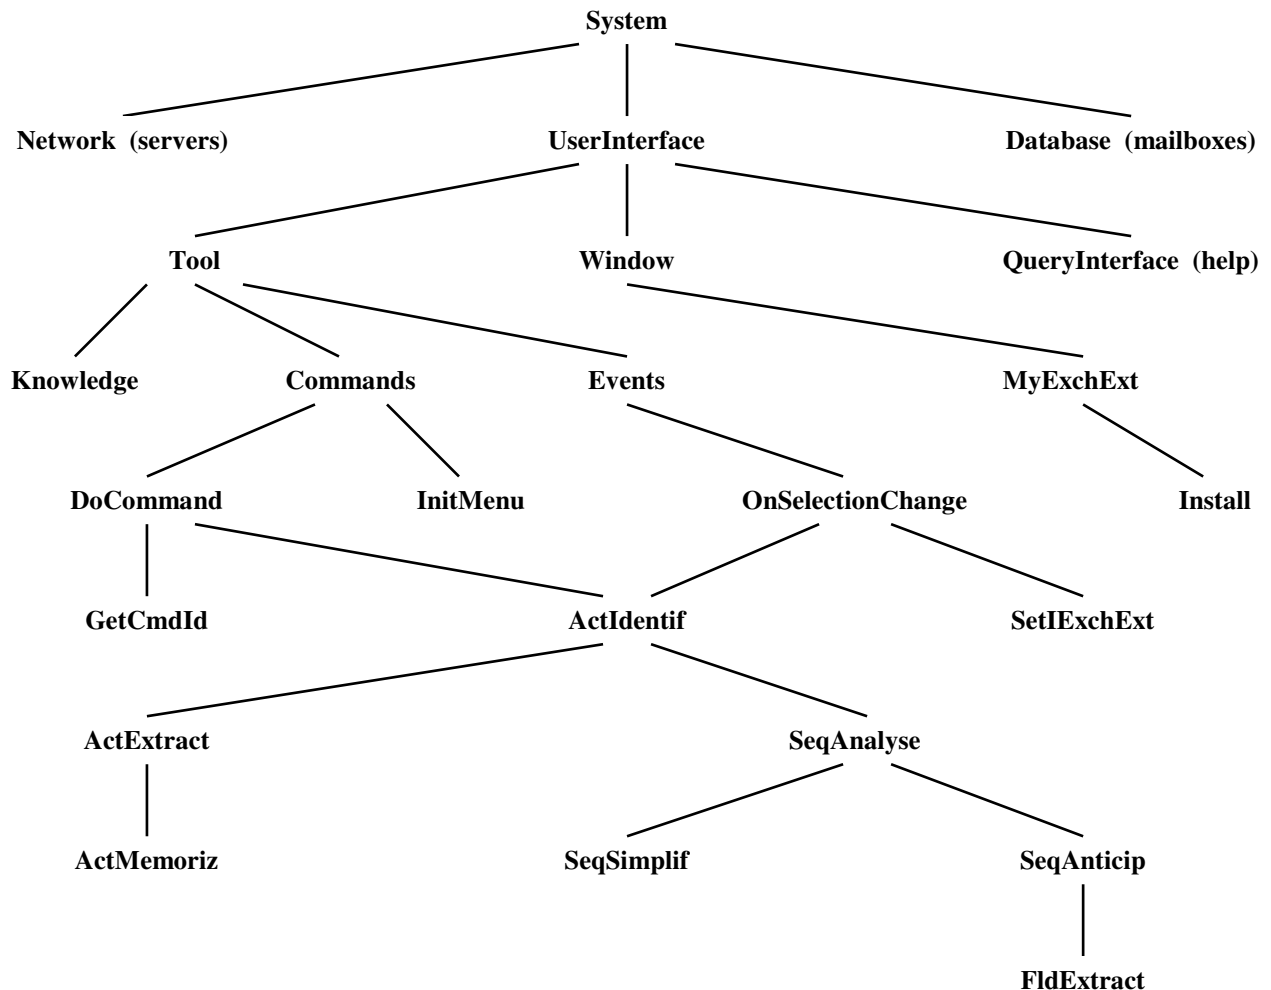 System
Network (servers)
UserInterface
Database (mailboxes)
Tool
Window
QueryInterface (help)
Knowledge
Commands
Events
MyExchExt
DoCommand
InitMenu
OnSelectionChange
Install
GetCmdId
ActIdentif
SetIExchExt
ActExtract
SeqAnalyse
ActMemoriz
SeqSimplif
SeqAnticip
FldExtract